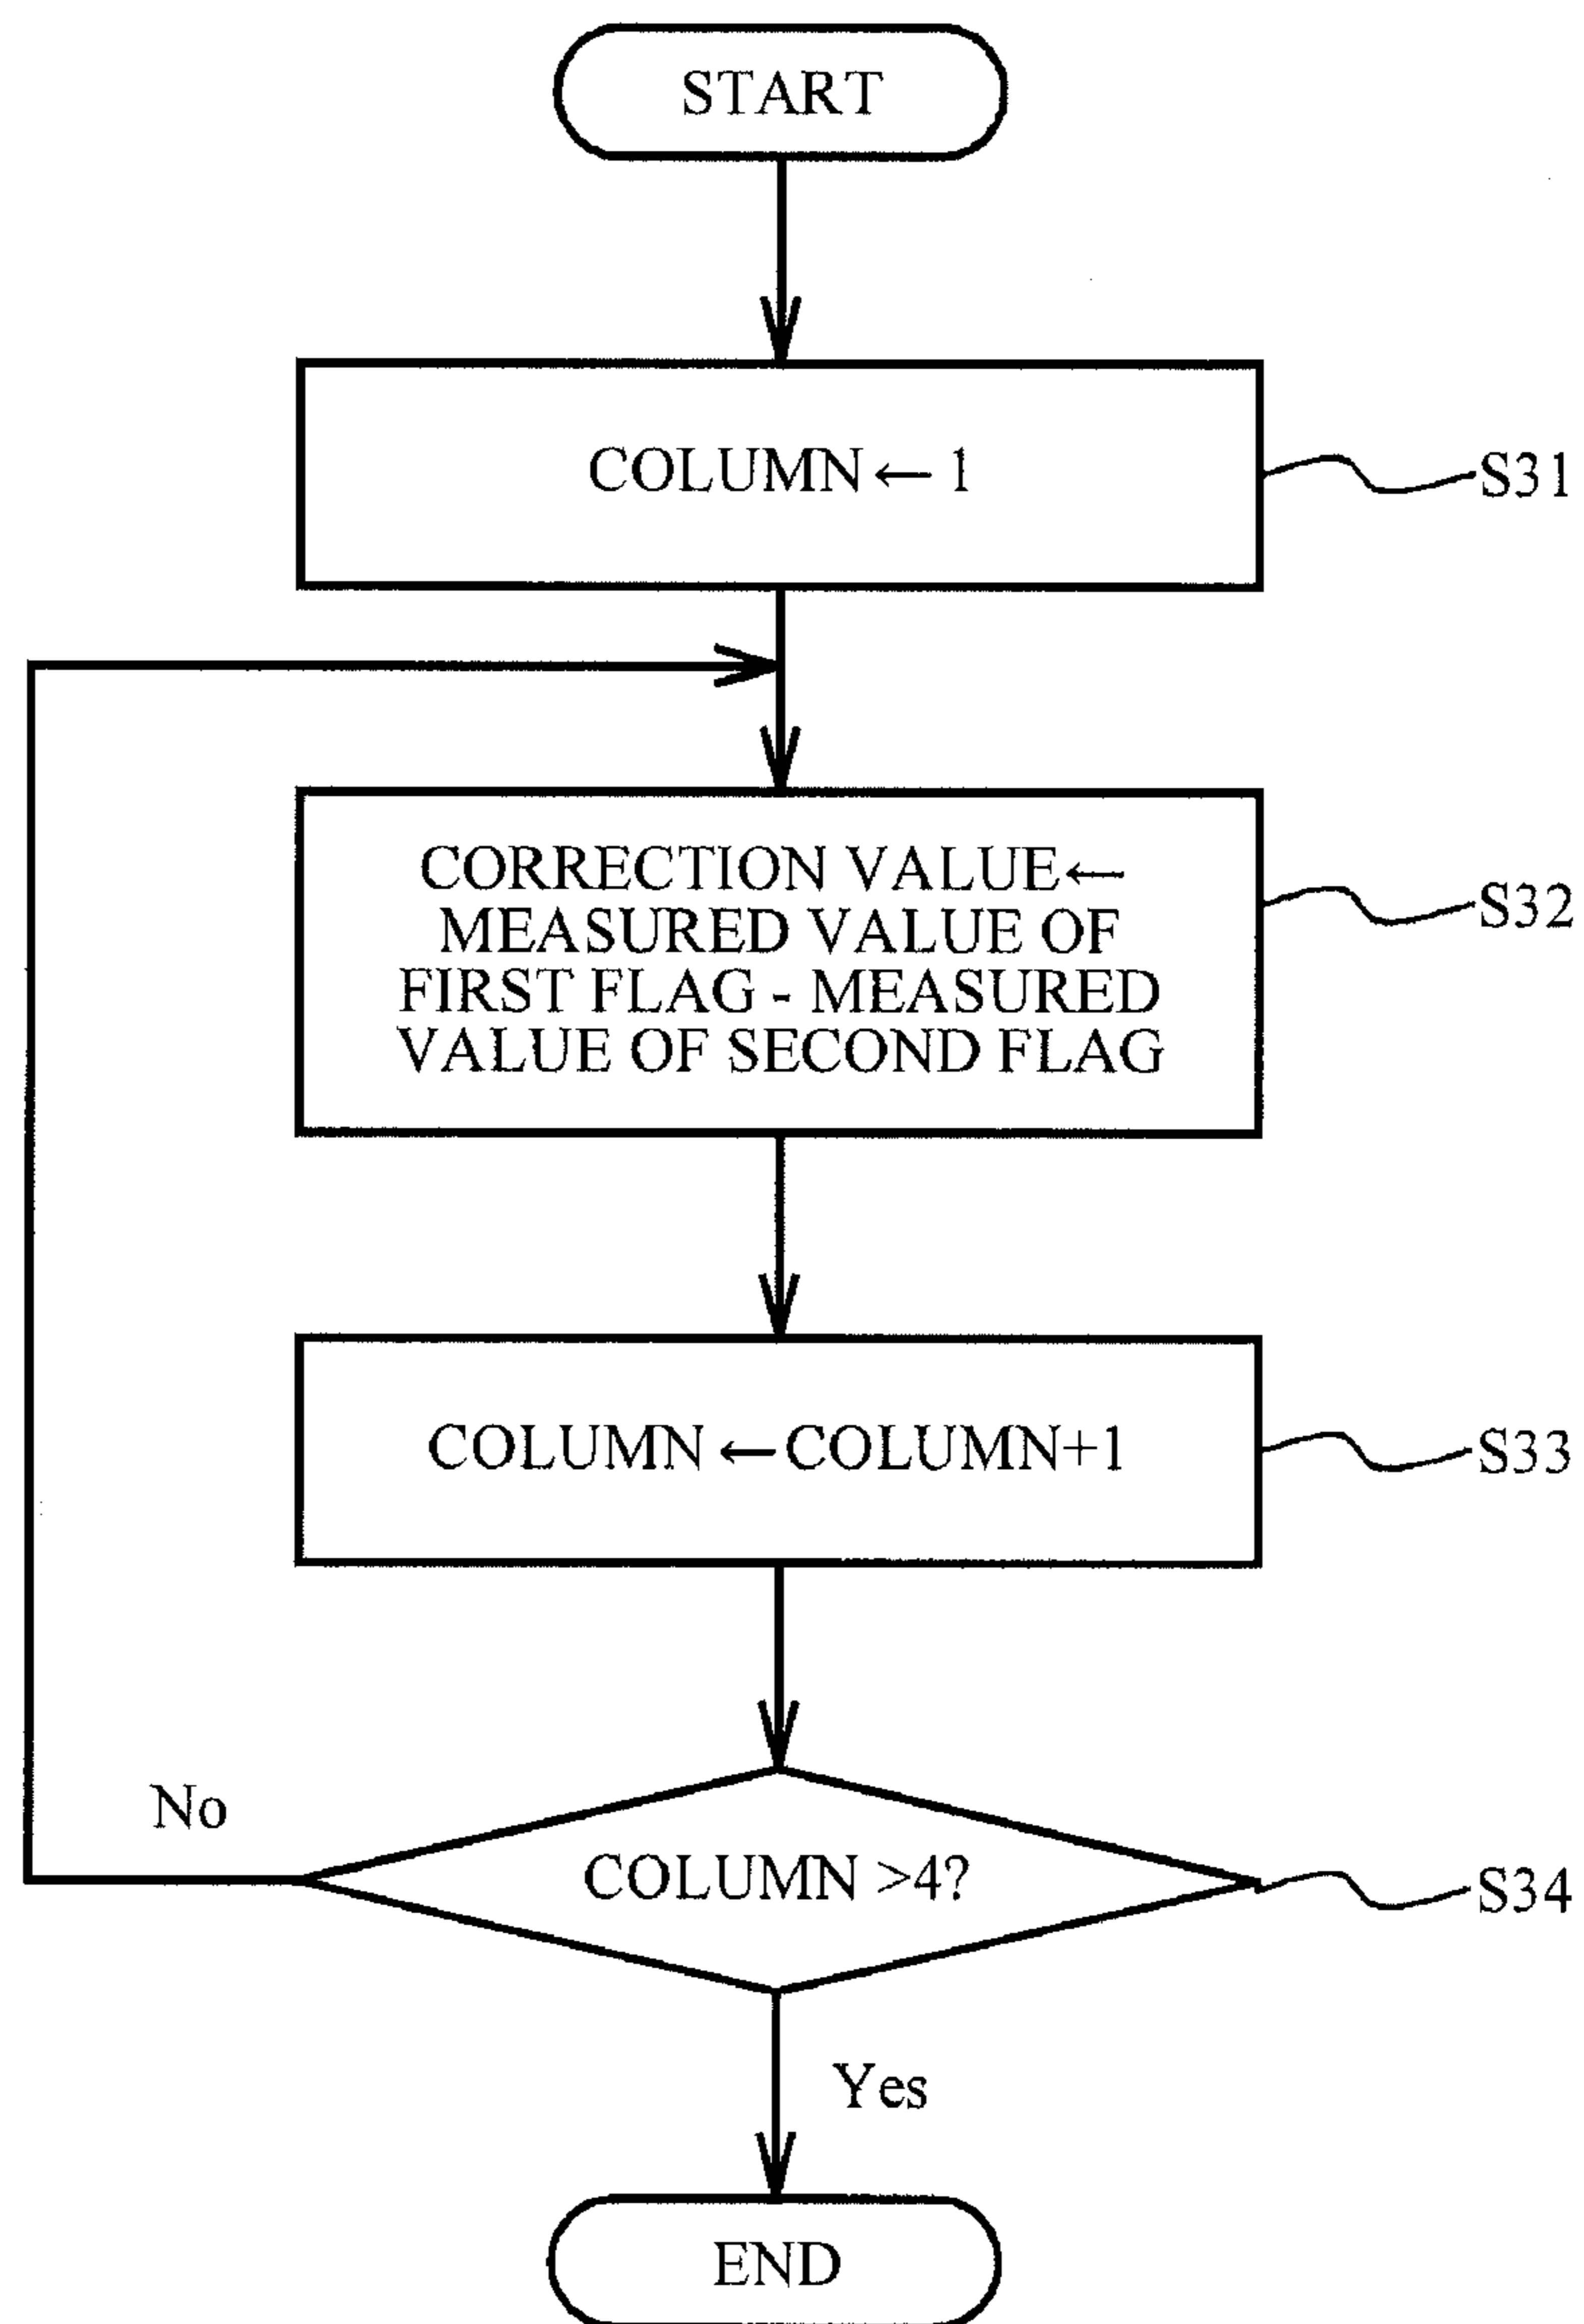 START
COLUMN ← 1
S31
CORRECTION VALUE←
MEASURED VALUE OF
FIRST FLAG - MEASURED
VALUE OF SECOND FLAG
S32
COLUMN ← COLUMN+1
S33
No
COLUMN >4?
S34
Yes
END